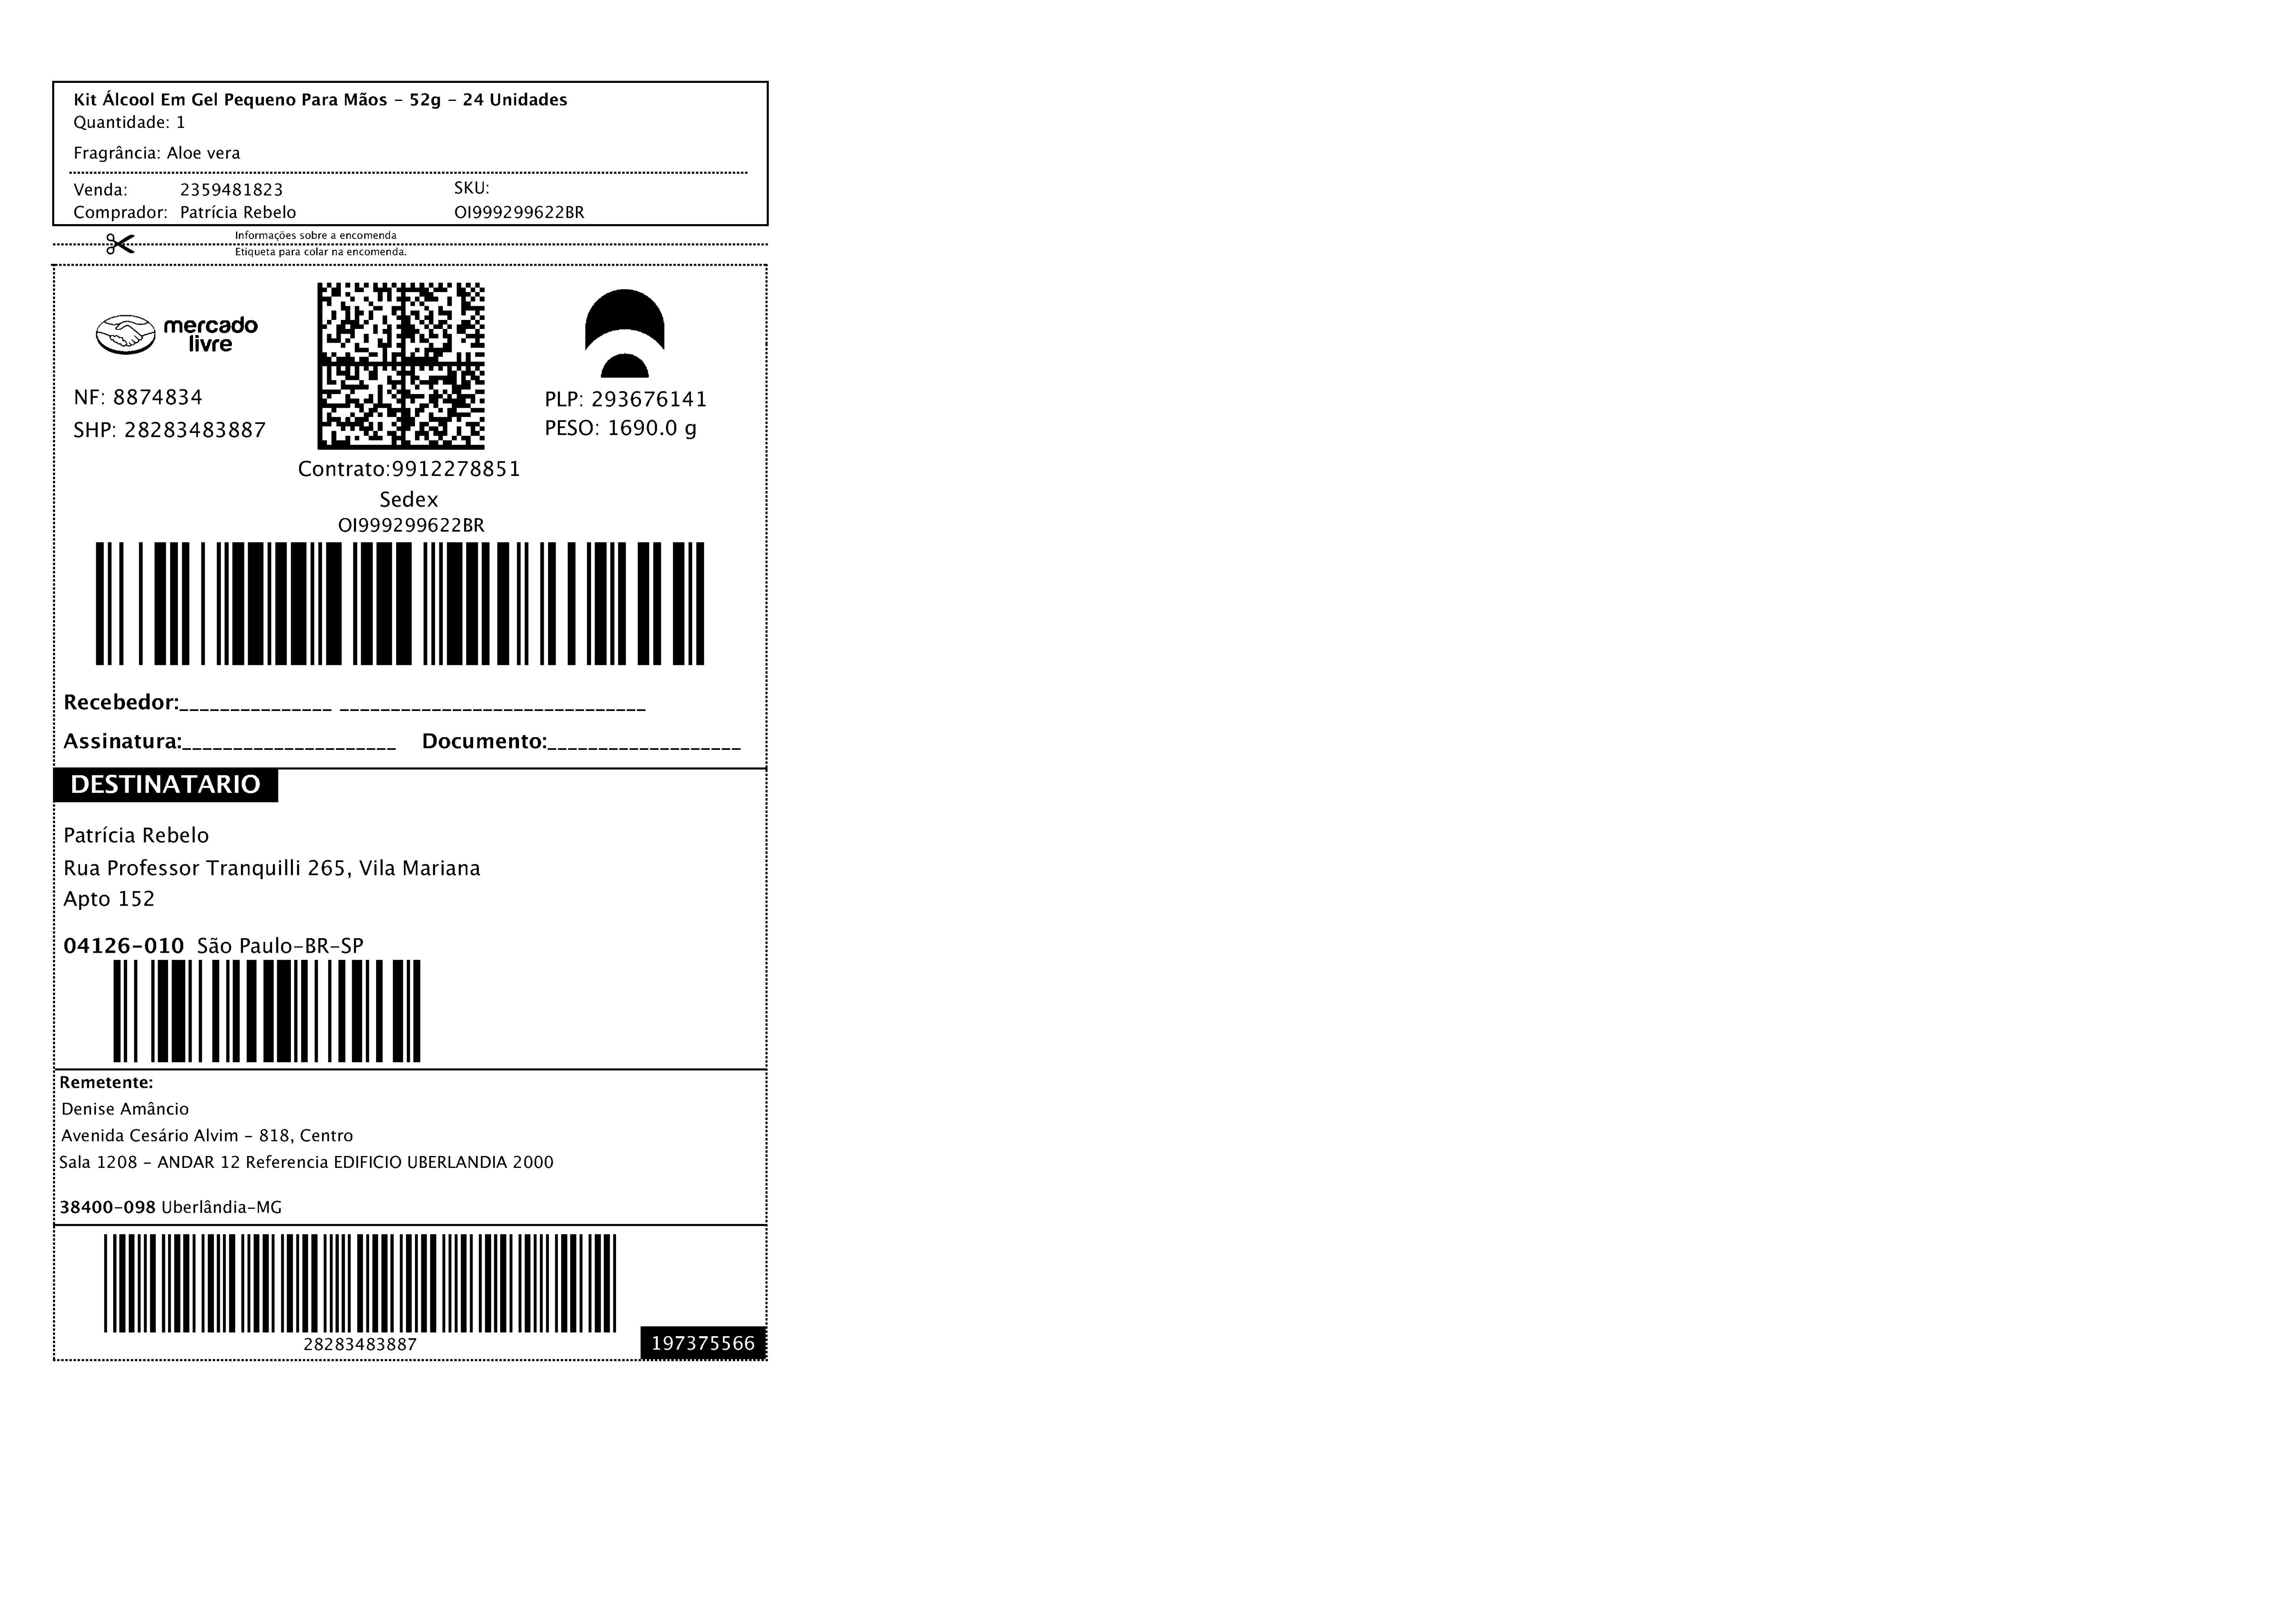 Kit Álcool Em Gel Pequeno Para Mãos - 52g - 24 Unidades
Quantidade: 1
Fragrância: Aloe vera
Venda: 2359481823 SKU:
Comprador: Patrícia Rebelo OI999299622BR
Informações sobre a encomenda
Etiqueta para colar na encomenda.
mercado
livre
NF: 8874834
SHP: 28283483887
PLP: 293676141
PESO: 1690.0 g
Contrato:9912278851
Sedex
OI999299622BR
Recebedor:_______________ ______________________________
Assinatura:_____________________ Documento:___________________
DESTINATARIO
Patrícia Rebelo
Rua Professor Tranquilli 265, Vila Mariana
Apto 152
04126-010 São Paulo-BR-SP
Remetente:
Denise Amâncio
Avenida Cesário Alvim - 818, Centro
Sala 1208 - ANDAR 12 Referencia EDIFICIO UBERLANDIA 2000
38400-098 Uberlândia-MG
28283483887
197375566